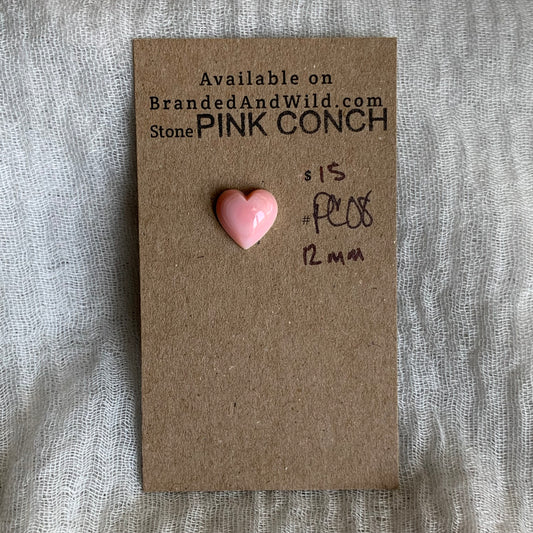 Available on
BrandedAndWild.com
Stone PINK CONCH
$15
#PC08
12mm